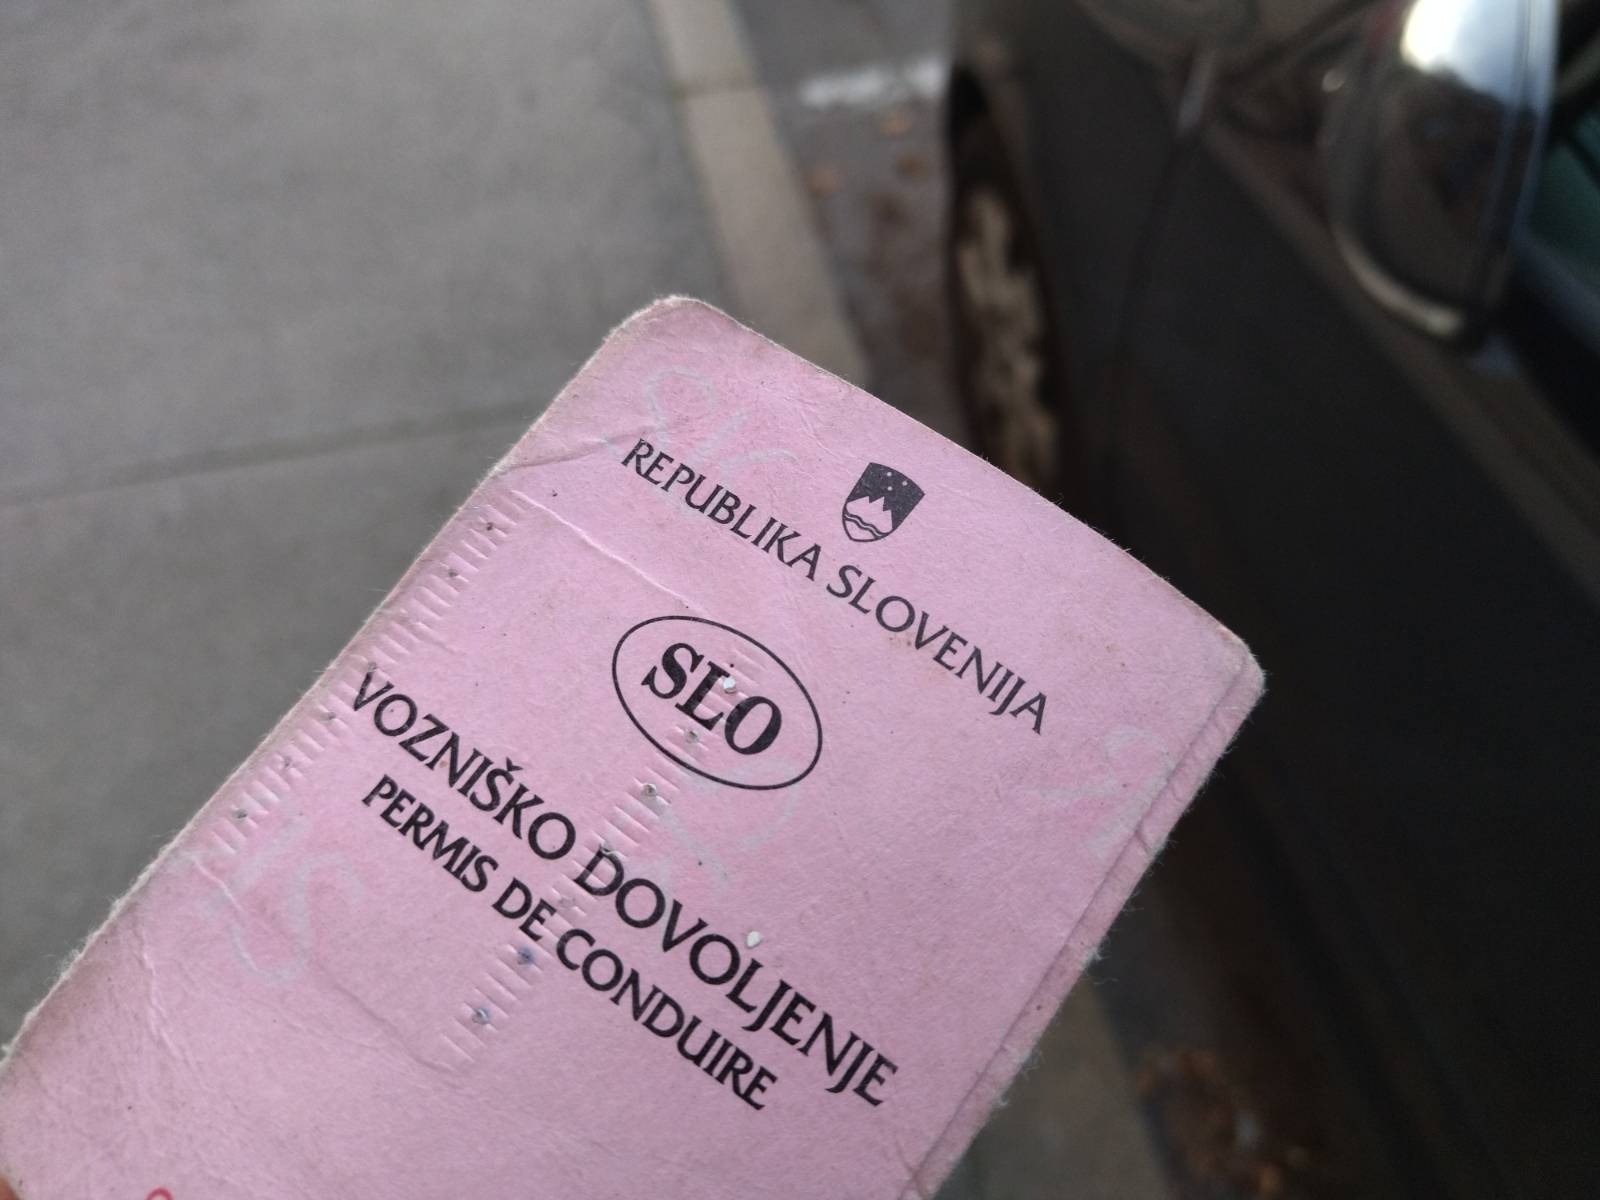 REPUBLIKA SLOVENIJA
SLO
VOZNIŠKO DOVOLJENJE
PERMIS DE CONDUIRE